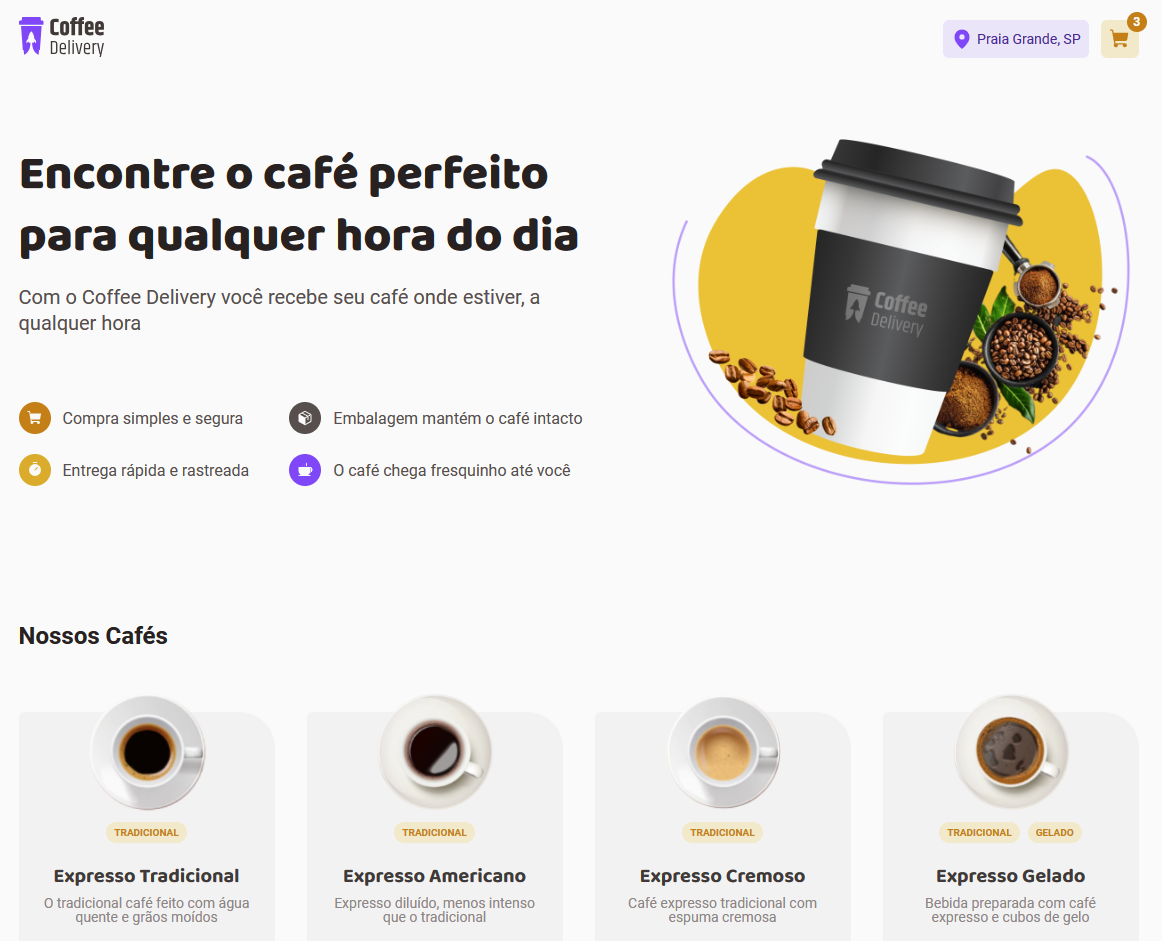 Coffee
Delivery
Praia Grande, SP
3
Encontre o café perfeito
para qualquer hora do dia
Com o Coffee Delivery você recebe seu café onde estiver, a
qualquer hora
Coffee
Delivery
Compra simples e segura
Embalagem mantém o café intacto
Entrega rápida e rastreada
O café chega fresquinho até você
Nossos Cafés
TRADICIONAL
Expresso Tradicional
O tradicional café feito com água
quente e grãos moídos
TRADICIONAL
Expresso Americano
Expresso diluído, menos intenso
que o tradicional
TRADICIONAL
Expresso Cremoso
Café expresso tradicional com
espuma cremosa
TRADICIONAL
GELADO
Expresso Gelado
Bebida preparada com café
expresso e cubos de gelo